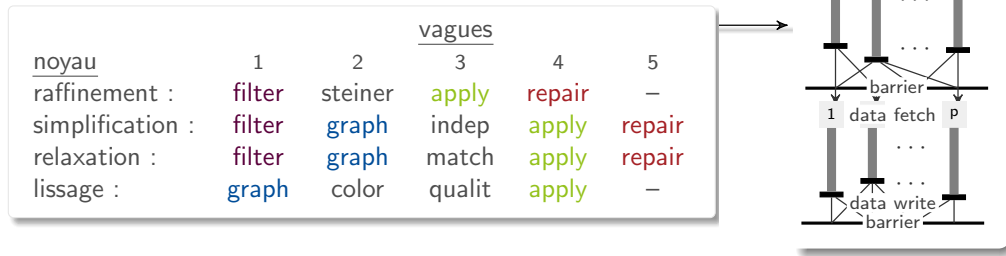 vagues
noyau 1 2 3 4 5
raffinement : filter steiner apply repair –
simplification : filter graph indep apply repair
relaxation : filter graph match apply repair
lissage : graph color qualit apply –
. . .
. . .
barrier
1 data fetch p
. . .
. . .
data write
barrier